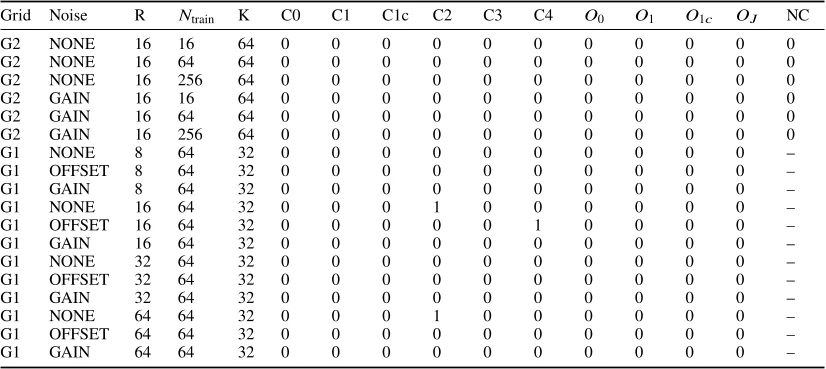 Grid Noise R N_train K C0 C1 C1c C2 C3 C4 O_0 O_1 O_1c O_J NC
G2 NONE 16 16 64 0 0 0 0 0 0 0 0 0 0 0
G2 NONE 16 64 64 0 0 0 0 0 0 0 0 0 0 0
G2 NONE 16 256 64 0 0 0 0 0 0 0 0 0 0 0
G2 GAIN 16 16 64 0 0 0 0 0 0 0 0 0 0 0
G2 GAIN 16 64 64 0 0 0 0 0 0 0 0 0 0 0
G2 GAIN 16 256 64 0 0 0 0 0 0 0 0 0 0 0
G1 NONE 8 64 32 0 0 0 0 0 0 0 0 0 0 –
G1 OFFSET 8 64 32 0 0 0 0 0 0 0 0 0 0 –
G1 GAIN 8 64 32 0 0 0 0 0 0 0 0 0 0 –
G1 NONE 16 64 32 0 0 0 1 0 0 0 0 0 0 –
G1 OFFSET 16 64 32 0 0 0 0 0 1 0 0 0 0 –
G1 GAIN 16 64 32 0 0 0 0 0 0 0 0 0 0 –
G1 NONE 32 64 32 0 0 0 0 0 0 0 0 0 0 –
G1 OFFSET 32 64 32 0 0 0 0 0 0 0 0 0 0 –
G1 GAIN 32 64 32 0 0 0 0 0 0 0 0 0 0 –
G1 NONE 64 64 32 0 0 0 1 0 0 0 0 0 0 –
G1 OFFSET 64 64 32 0 0 0 0 0 0 0 0 0 0 –
G1 GAIN 64 64 32 0 0 0 0 0 0 0 0 0 0 –